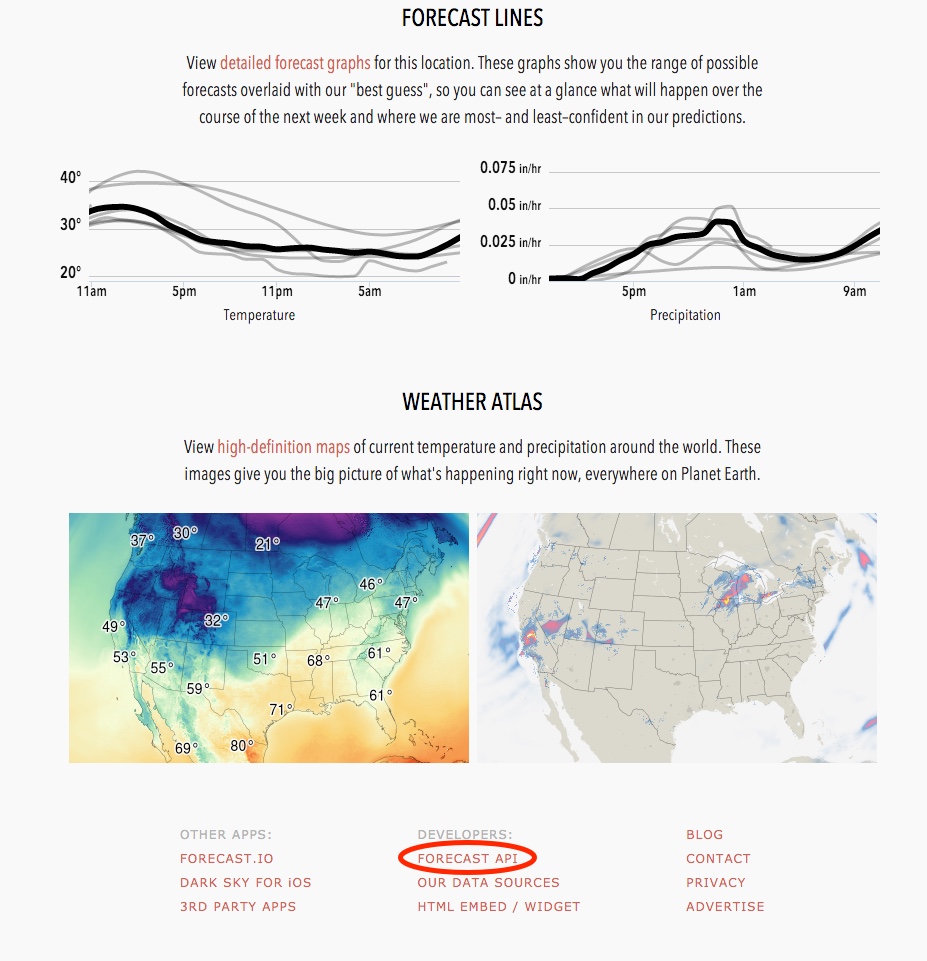 FORECAST LINES
View detailed forecast graphs for this location. These graphs show you the range of possible
forecasts overlaid with our "best guess", so you can see at a glance what will happen over the
course of the next week and where we are most– and least–confident in our predictions.
40°
30°
20°
11am 5pm 11pm 5am
Temperature
0.075 in/hr
0.05 in/hr
0.025 in/hr
0 in/hr
5pm 1am 9am
Precipitation
WEATHER ATLAS
View high-definition maps of current temperature and precipitation around the world. These
images give you the big picture of what's happening right now, everywhere on Planet Earth.
37° 30° 21°
46°
47° 47°
32°
49°
53° 55° 51° 68° 61°
59°
71° 61°
69° 80°
OTHER APPS:
FORECAST.IO
DARK SKY FOR iOS
3RD PARTY APPS
DEVELOPERS:
FORECAST API
OUR DATA SOURCES
HTML EMBED / WIDGET
BLOG
CONTACT
PRIVACY
ADVERTISE